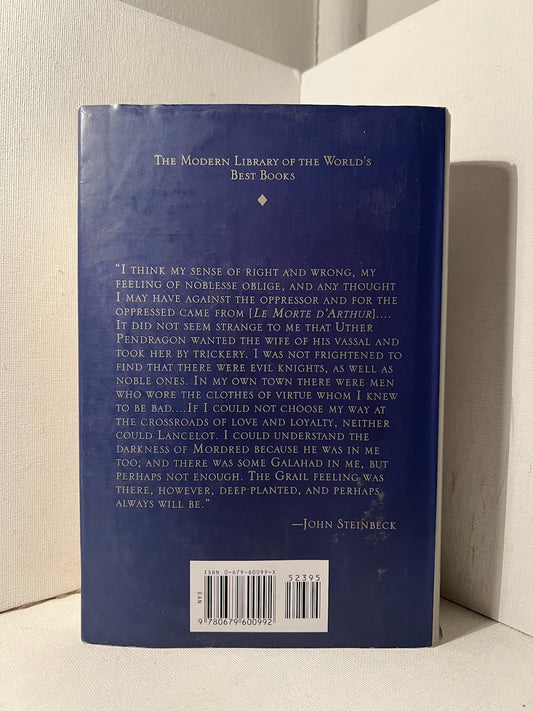 The Modern Library of the World's
Best Books
"I think my sense of right and wrong, my
feeling of noblesse oblige, and any thought
I may have against the oppressor and for the
oppressed came from [Le Morte d'Arthur]....
It did not seem strange to me that Uther
Pendragon wanted the wife of his vassal and
took her by trickery. I was not frightened to
find that there were evil knights, as well as
noble ones. In my own town there were men
who wore the clothes of virtue whom I knew
to be bad....If I could not choose my way at
the crossroads of love and loyalty, neither
could Lancelot. I could understand the
darkness of Mordred because he was in me
too; and there was some Galahad in me, but
perhaps not enough. The Grail feeling was
there, however, deep-planted, and perhaps
always will be."
—John Steinbeck
ISBN 0-679-60099-X
52395
EAN
9 780679 600992